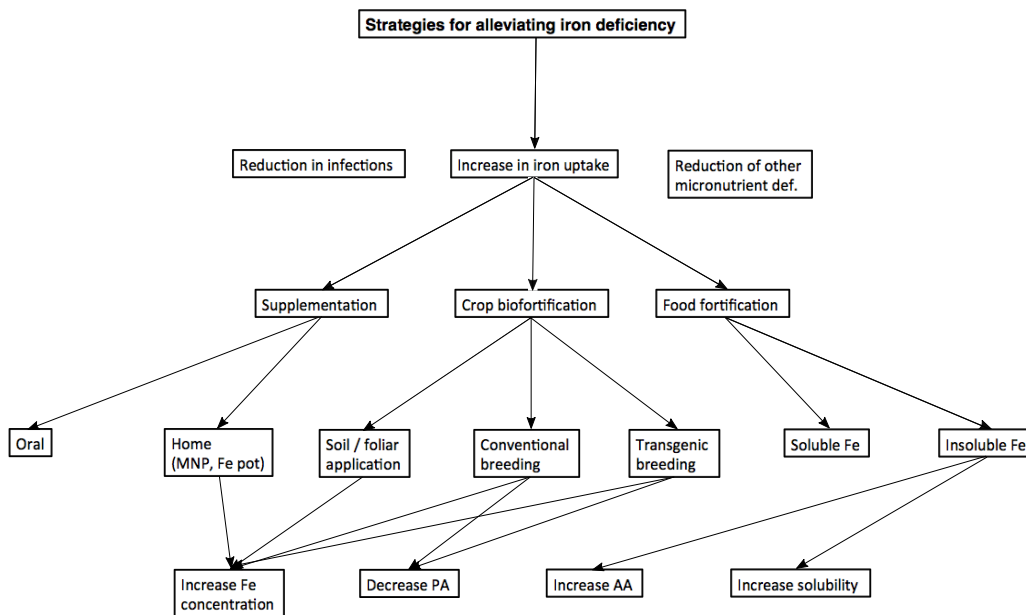 Strategies for alleviating iron deficiency
Reduction in infections
Increase in iron uptake
Reduction of other
micronutrient def.
Supplementation
Crop biofortification
Food fortification
Oral
Home
(MNP, Fe pot)
Soil / foliar
application
Conventional
breeding
Transgenic
breeding
Soluble Fe
Insoluble Fe
Increase Fe
concentration
Decrease PA
Increase AA
Increase solubility